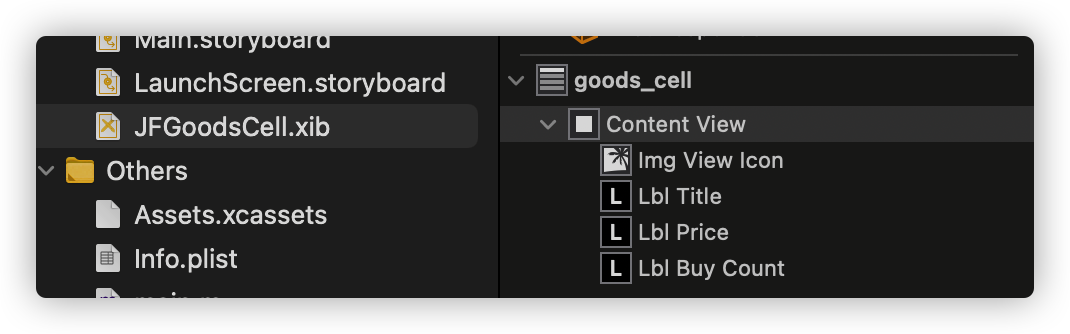 Main.storyboard
LaunchScreen.storyboard
JFGoodsCell.xib
Others
Assets.xcassets
Info.plist
goods_cell
Content View
Img View Icon
L Lbl Title
L Lbl Price
L Lbl Buy Count